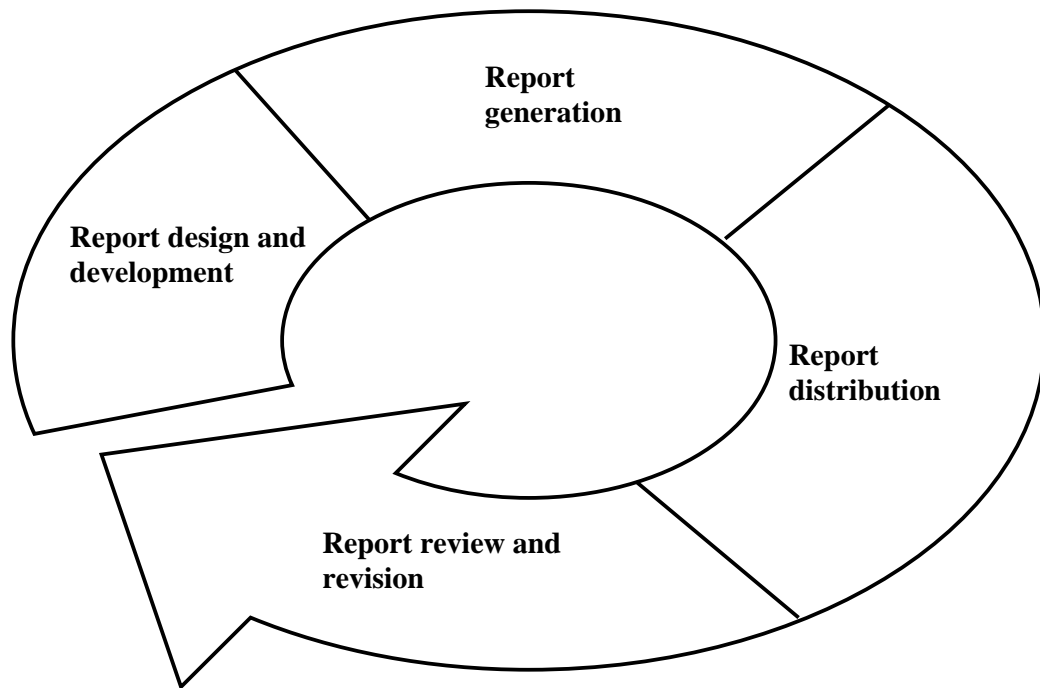 Report
generation
Report design and
development
Report
distribution
Report review and
revision